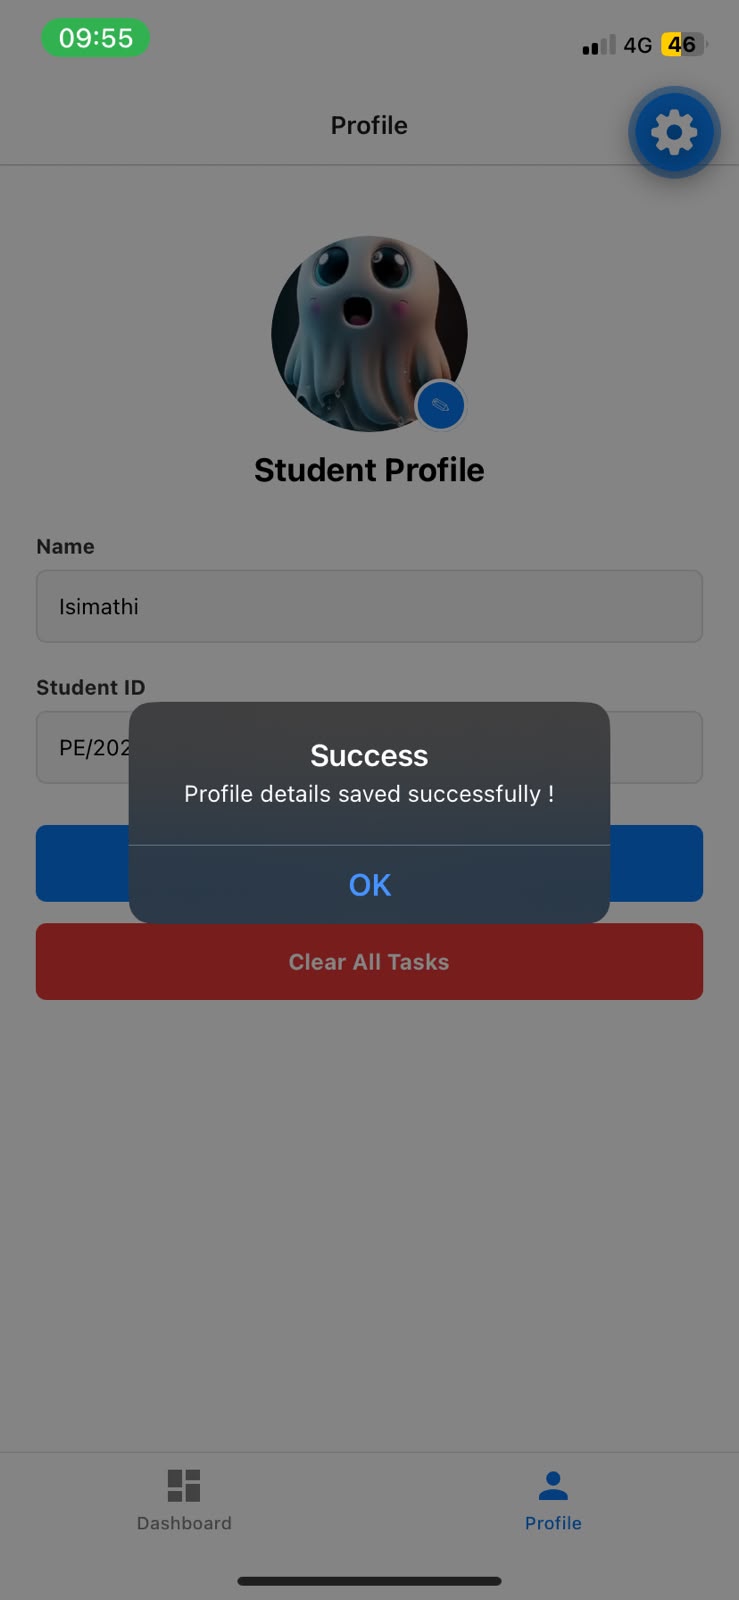 09:55
4G 46
Profile
Student Profile
Name
Isimathi
Student ID
PE/202
Success
Profile details saved successfully !
OK
Clear All Tasks
Dashboard
Profile